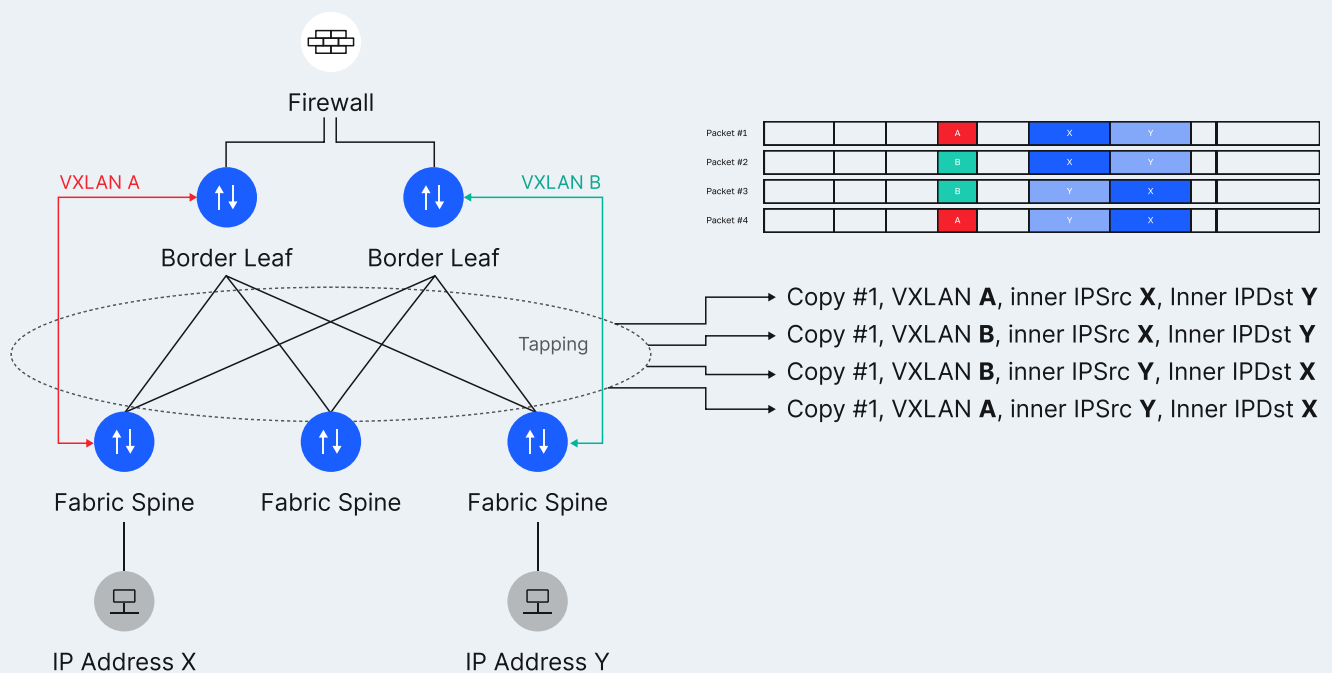 Firewall
VXLAN A
VXLAN B
Border Leaf
Border Leaf
Tapping
Fabric Spine
Fabric Spine
Fabric Spine
IP Address X
IP Address Y
Packet #1 A X Y
Packet #2 B X Y
Packet #3 B Y X
Packet #4 A Y X
Copy #1, VXLAN A, inner IPSrc X, Inner IPDst Y
Copy #1, VXLAN B, inner IPSrc X, Inner IPDst Y
Copy #1, VXLAN B, inner IPSrc Y, Inner IPDst X
Copy #1, VXLAN A, inner IPSrc Y, Inner IPDst X